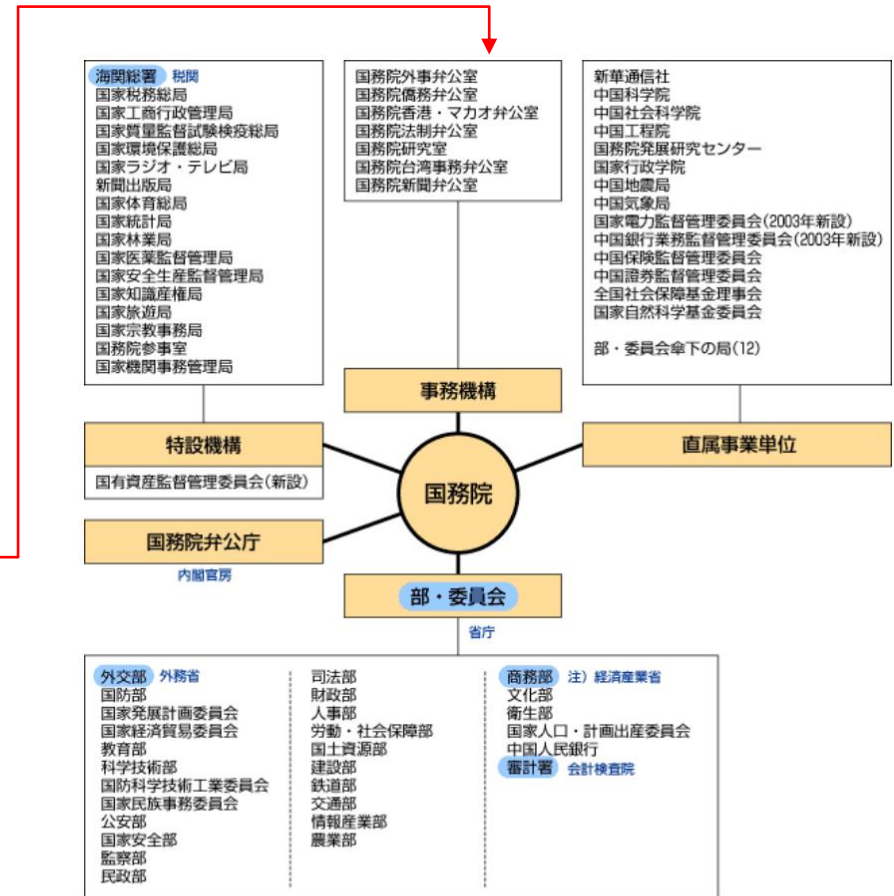 海関総署 税関
国家税務総局
国家工商行政管理局
国家質量監督試験検疫総局
国家環境保護総局
国家ラジオ・テレビ局
新聞出版局
国家体育総局
国家統計局
国家林業局
国家医薬監督管理局
国家安全生産監督管理局
国家知識産権局
国家旅遊局
国家宗教事務局
国務院参事室
国家機関事務管理局
国務院外事弁公室
国務院僑務弁公室
国務院香港・マカオ弁公室
国務院法制弁公室
国務院研究室
国務院台湾事務弁公室
国務院新聞弁公室
新華通信社
中国科学院
中国社会科学院
中国工程院
国務院発展研究センター
国家行政学院
中国地震局
中国気象局
国家電力監督管理委員会(2003年新設)
中国銀行業務監督管理委員会(2003年新設)
中国保険監督管理委員会
中国證券監督管理委員会
全国社会保障基金理事会
国家自然科学基金委員会
部・委員会傘下の局(12)
事務機構
特設機構
国有資産監督管理委員会(新設)
直属事業単位
国務院
国務院弁公庁
内閣官房
部・委員会
省庁
外交部 外務省
国防部
国家発展計画委員会
国家経済貿易委員会
教育部
科学技術部
国防科学技術工業委員会
国家民族事務委員会
公安部
国家安全部
監察部
民政部
司法部
財政部
人事部
労動・社会保障部
国土資源部
建設部
鉄道部
交通部
情報産業部
農業部
商務部 注) 経済産業省
文化部
衛生部
国家人口・計画出産委員会
中国人民銀行
審計署 会計検査院